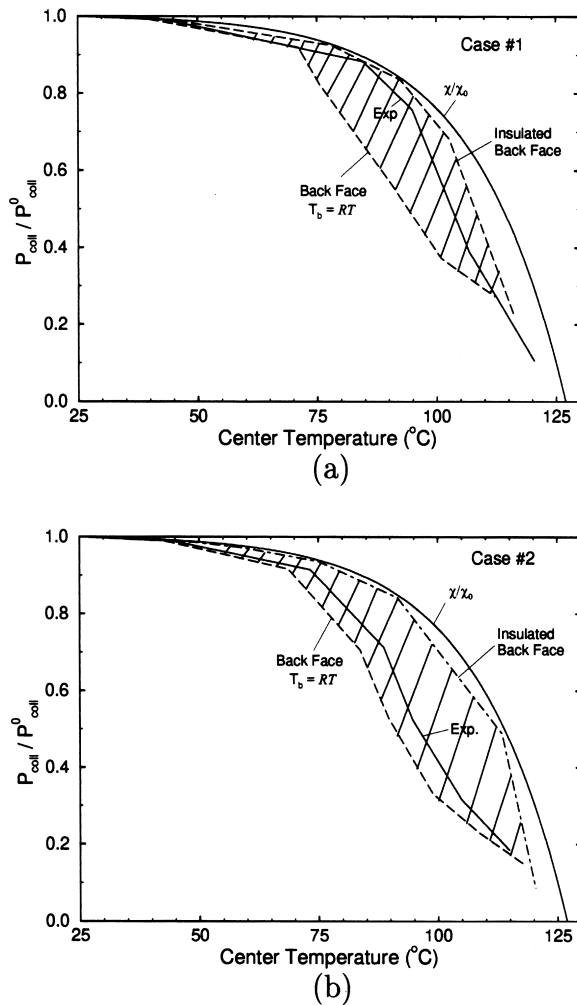 1.0
0.8
0.6
0.4
0.2
0.0
P_coll / P^0_coll
Case #1
χ/χ₀
Exp
Insulated
Back Face
Back Face
T_b = RT
25
50
75
100
125
Center Temperature (°C)
(a)
1.0
0.8
0.6
0.4
0.2
0.0
P_coll / P^0_coll
Case #2
χ/χ₀
Insulated
Back Face
Back Face
T_b = RT
Exp.
25
50
75
100
125
Center Temperature (°C)
(b)